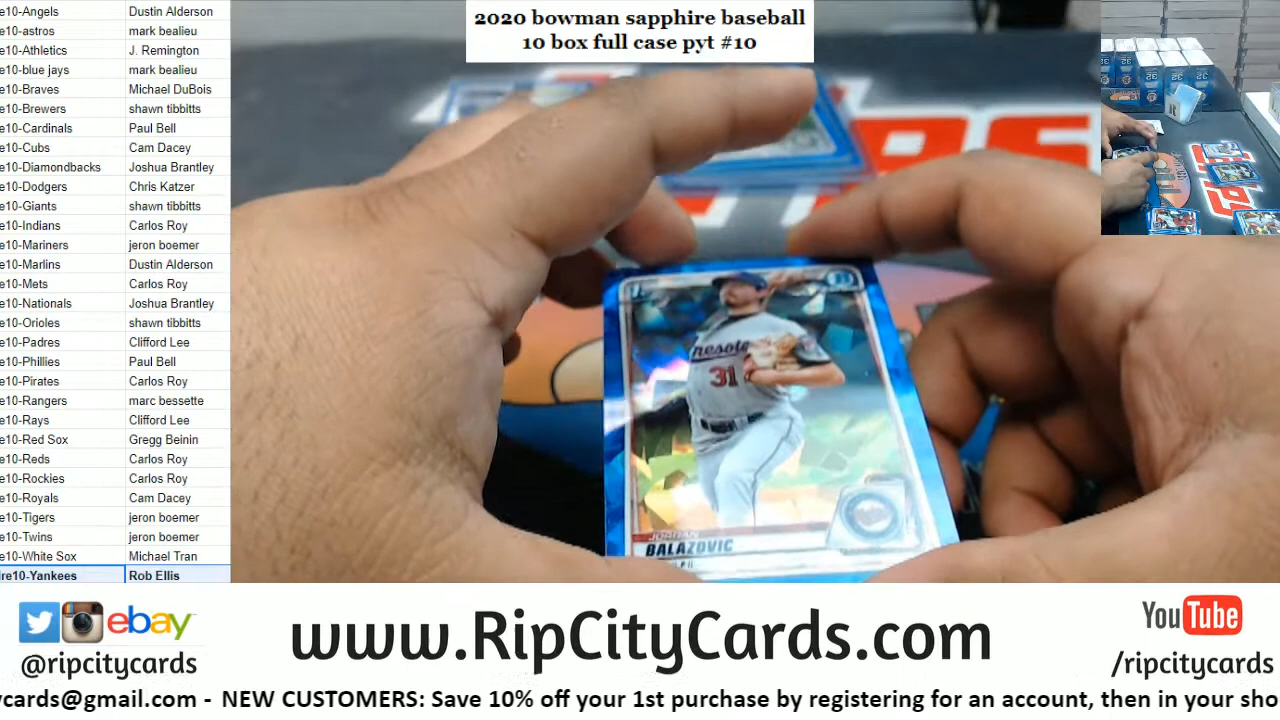 2020 bowman sapphire baseball
10 box full case pyt #10
e10-Angels Dustin Alderson
e10-astros mark bealieu
e10-Athletics J. Remington
e10-blue jays mark bealieu
e10-Braves Michael DuBois
e10-Brewers shawn tibbitts
e10-Cardinals Paul Bell
e10-Cubs Cam Dacey
e10-Diamondbacks Joshua Brantley
e10-Dodgers Chris Katzer
e10-Giants shawn tibbitts
e10-Indians Carlos Roy
e10-Mariners jeron boemer
e10-Marlins Dustin Alderson
e10-Mets Carlos Roy
e10-Nationals Joshua Brantley
e10-Orioles shawn tibbitts
e10-Padres Clifford Lee
e10-Phillies Paul Bell
e10-Pirates Carlos Roy
e10-Rangers marc bessette
e10-Rays Clifford Lee
e10-Red Sox Gregg Beinin
e10-Reds Carlos Roy
e10-Rockies Carlos Roy
e10-Royals Cam Dacey
e10-Tigers jeron boemer
e10-Twins jeron boemer
e10-White Sox Michael Tran
re10-Yankees Rob Ellis
nesota
31
JORDAN
BALAZOVIC
ebay
@ripcitycards
www.RipCityCards.com
YouTube
/ripcitycards
ycards@gmail.com - NEW CUSTOMERS: Save 10% off your 1st purchase by registering for an account, then in your sho